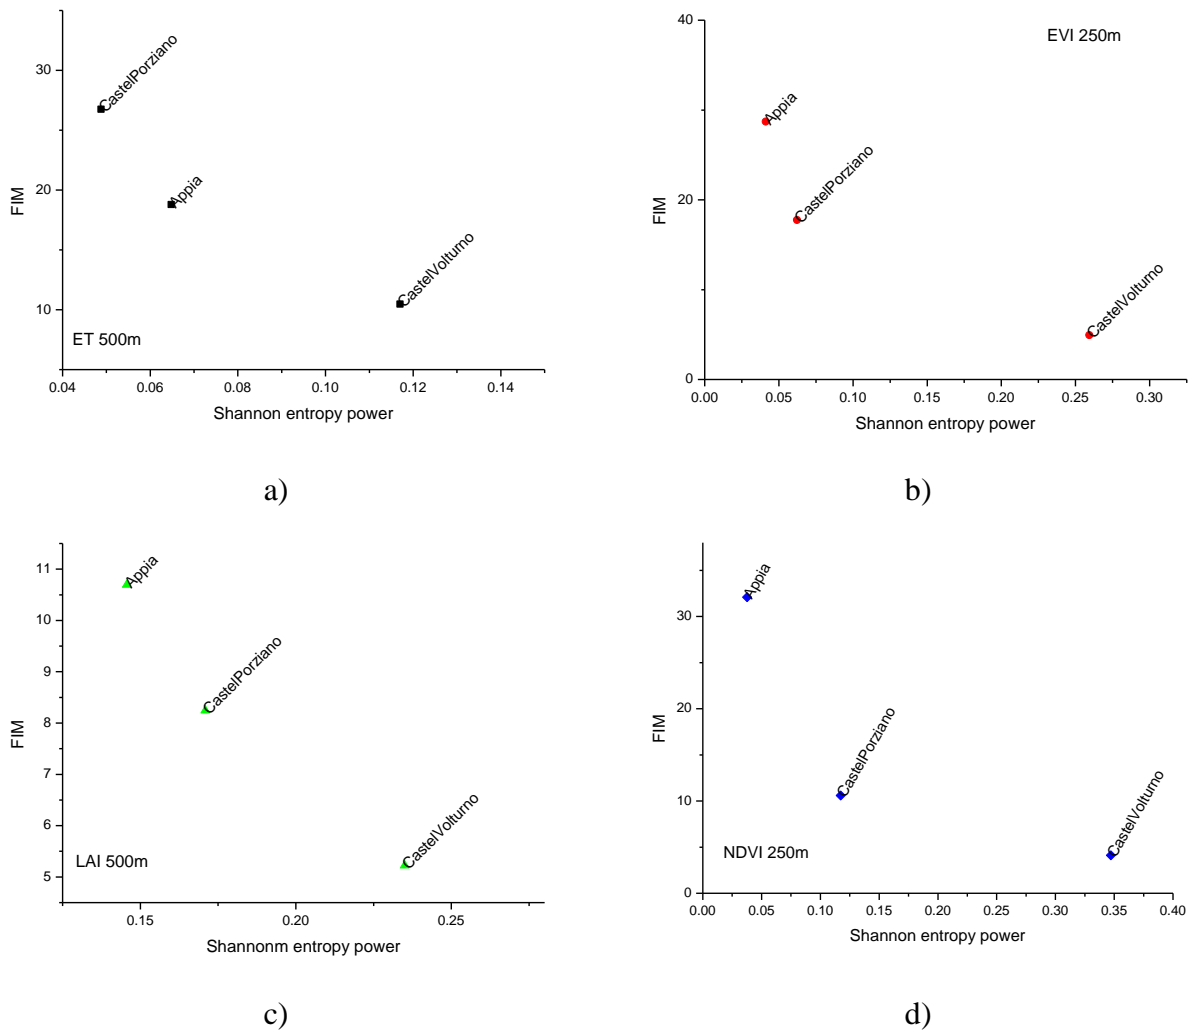 30
20
10
FIM
CastelPorziano
Appia
CastelVolturno
ET 500m
0.04 0.06 0.08 0.10 0.12 0.14
Shannon entropy power
a)
40
20
0
FIM
EVI 250m
Appia
CastelPorziano
CastelVolturno
0.00 0.05 0.10 0.15 0.20 0.25 0.30
Shannon entropy power
b)
11
10
9
8
7
6
5
FIM
Appia
CastelPorziano
CastelVolturno
LAI 500m
0.15 0.20 0.25
Shannonm entropy power
c)
30
20
10
0
FIM
Appia
CastelPorziano
CastelVolturno
NDVI 250m
0.00 0.05 0.10 0.15 0.20 0.25 0.30 0.35 0.40
Shannon entropy power
d)